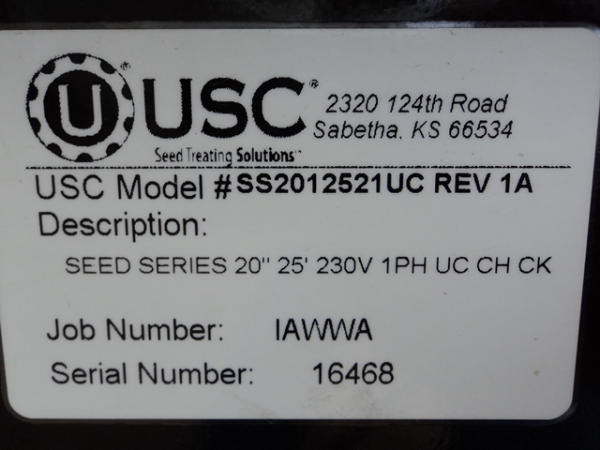 U USC® 2320 124th Road
Sabetha, KS 66534
Seed Treating Solutions™
USC Model #SS2012521UC REV 1A
Description:
SEED SERIES 20" 25' 230V 1PH UC CH CK
Job Number: IAWWA
Serial Number: 16468